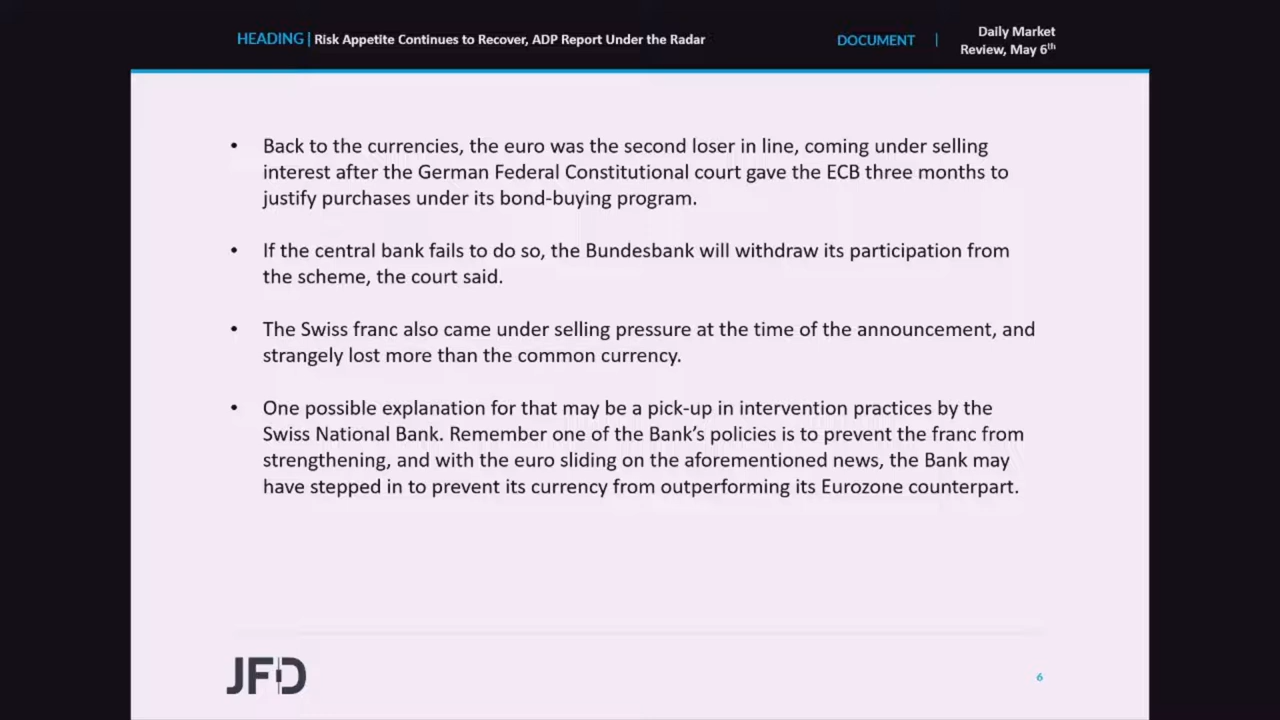 HEADING | Risk Appetite Continues to Recover, ADP Report Under the Radar
DOCUMENT |
Daily Market
Review, May 6th
• Back to the currencies, the euro was the second loser in line, coming under selling
interest after the German Federal Constitutional court gave the ECB three months to
justify purchases under its bond-buying program.
• If the central bank fails to do so, the Bundesbank will withdraw its participation from
the scheme, the court said.
• The Swiss franc also came under selling pressure at the time of the announcement, and
strangely lost more than the common currency.
• One possible explanation for that may be a pick-up in intervention practices by the
Swiss National Bank. Remember one of the Bank’s policies is to prevent the franc from
strengthening, and with the euro sliding on the aforementioned news, the Bank may
have stepped in to prevent its currency from outperforming its Eurozone counterpart.
JFD
6